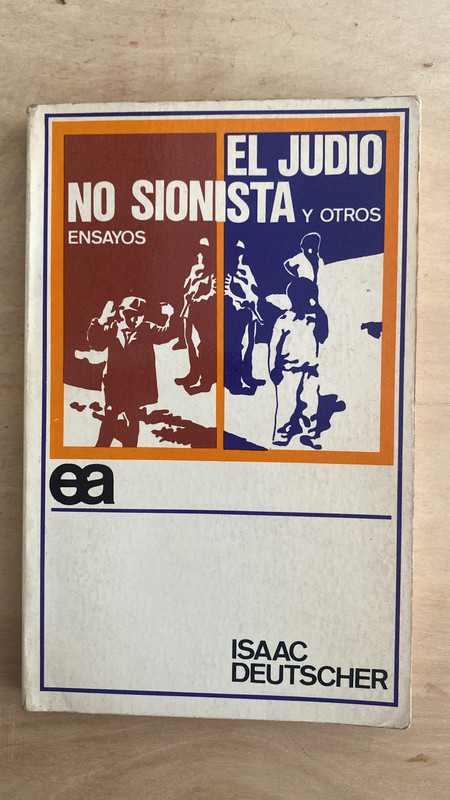 EL JUDIO
NO SIONISTA Y OTROS
ENSAYOS
ea
ISAAC
DEUTSCHER